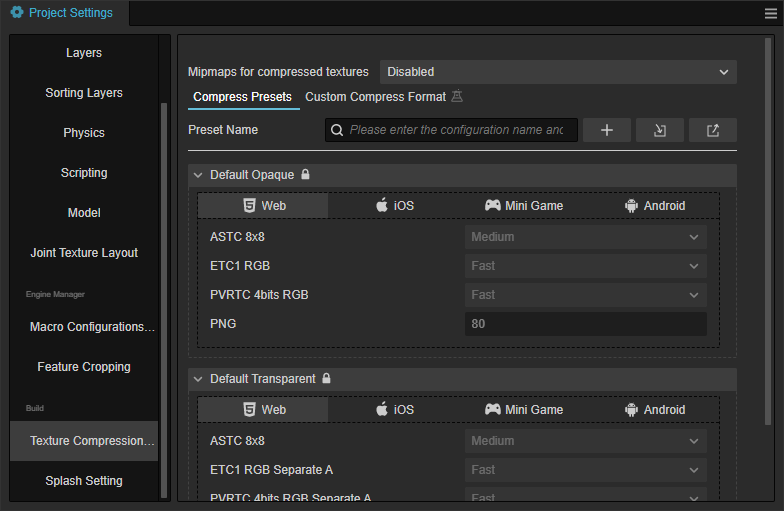 Project Settings
Layers
Sorting Layers
Physics
Scripting
Model
Joint Texture Layout
Engine Manager
Macro Configurations...
Feature Cropping
Build
Texture Compression...
Splash Setting
Mipmaps for compressed textures Disabled
Compress Presets Custom Compress Format
Preset Name Please enter the configuration name and
Default Opaque
Web iOS Mini Game Android
ASTC 8x8 Medium
ETC1 RGB Fast
PVRTC 4bits RGB Fast
PNG 80
Default Transparent
Web iOS Mini Game Android
ASTC 8x8 Medium
ETC1 RGB Separate A Fast
PVRTC 4bits RGB Separate A Fast